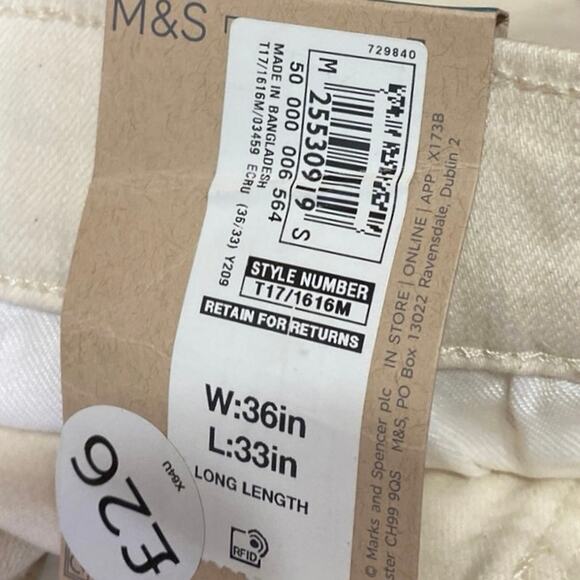 M&S
729840
M 25530919 S
50 000 006 564
MADE IN BANGLADESH
T17/1616M/03459 ECRU (36/33) Y209
STYLE NUMBER
T17/1616M
RETAIN FOR RETURNS
W:36in
L:33in
LONG LENGTH
RFID
£26
X64U
IN STORE | ONLINE | APP X173B
© Marks and Spencer plc
M&S, PO Box 13022 Ravensdale, Dublin 2
ster CH99 9QS